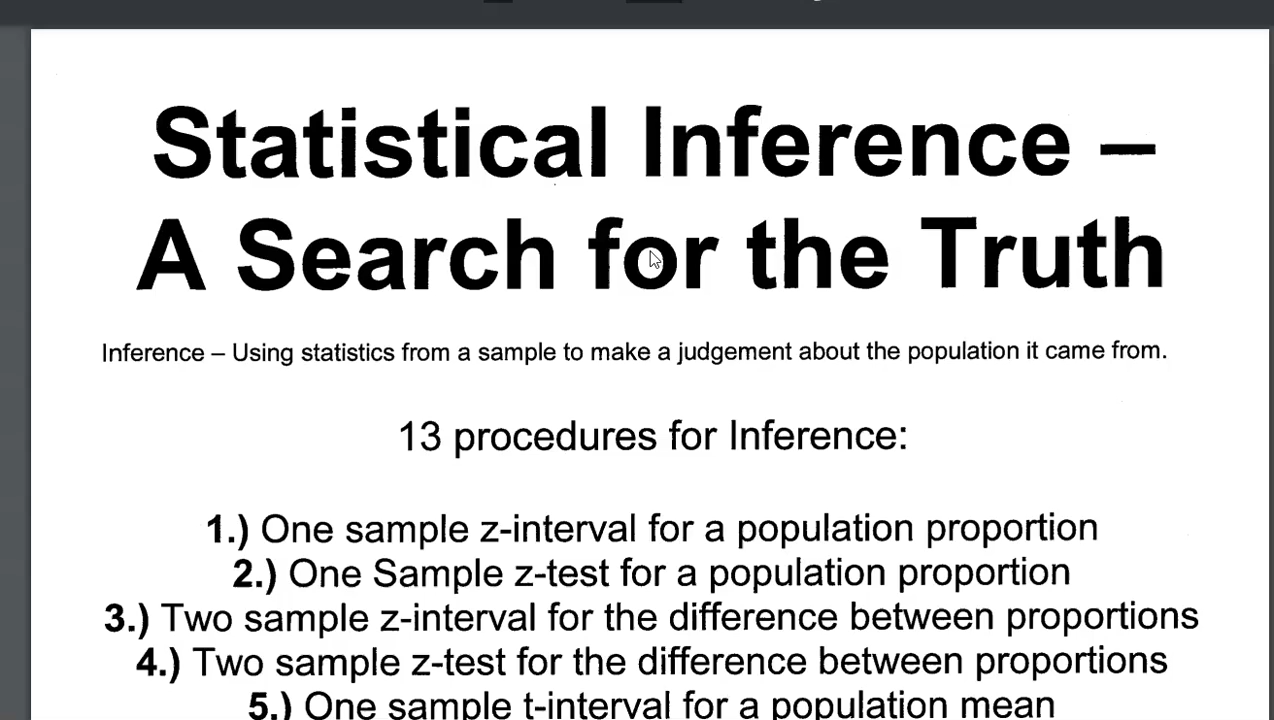 Statistical Inference –
A Search for the Truth
Inference – Using statistics from a sample to make a judgement about the population it came from.
13 procedures for Inference:
1.) One sample z-interval for a population proportion
2.) One Sample z-test for a population proportion
3.) Two sample z-interval for the difference between proportions
4.) Two sample z-test for the difference between proportions
5.) One sample t-interval for a population mean